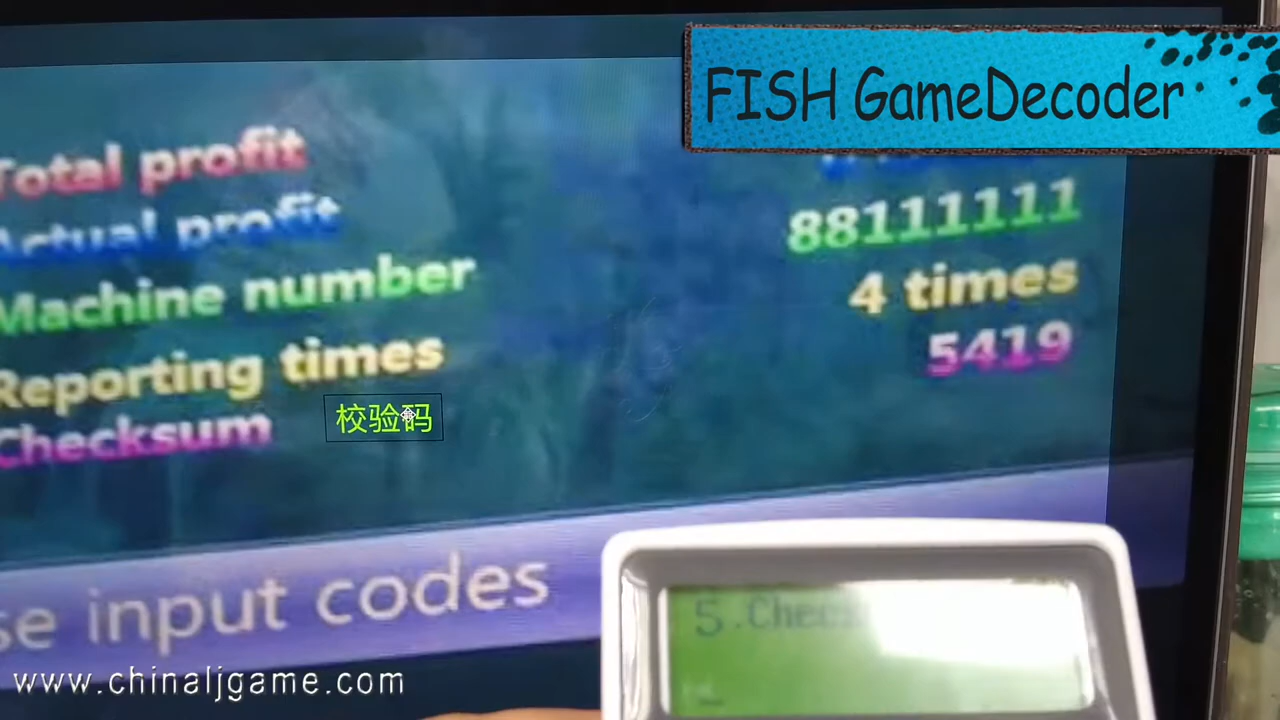 FISH GameDecoder
Total profit
Actual profit
Machine number 88111111
Reporting times 4 times
Checksum 校验码 5419
se input codes
5.Chec
www.chinaljgame.com